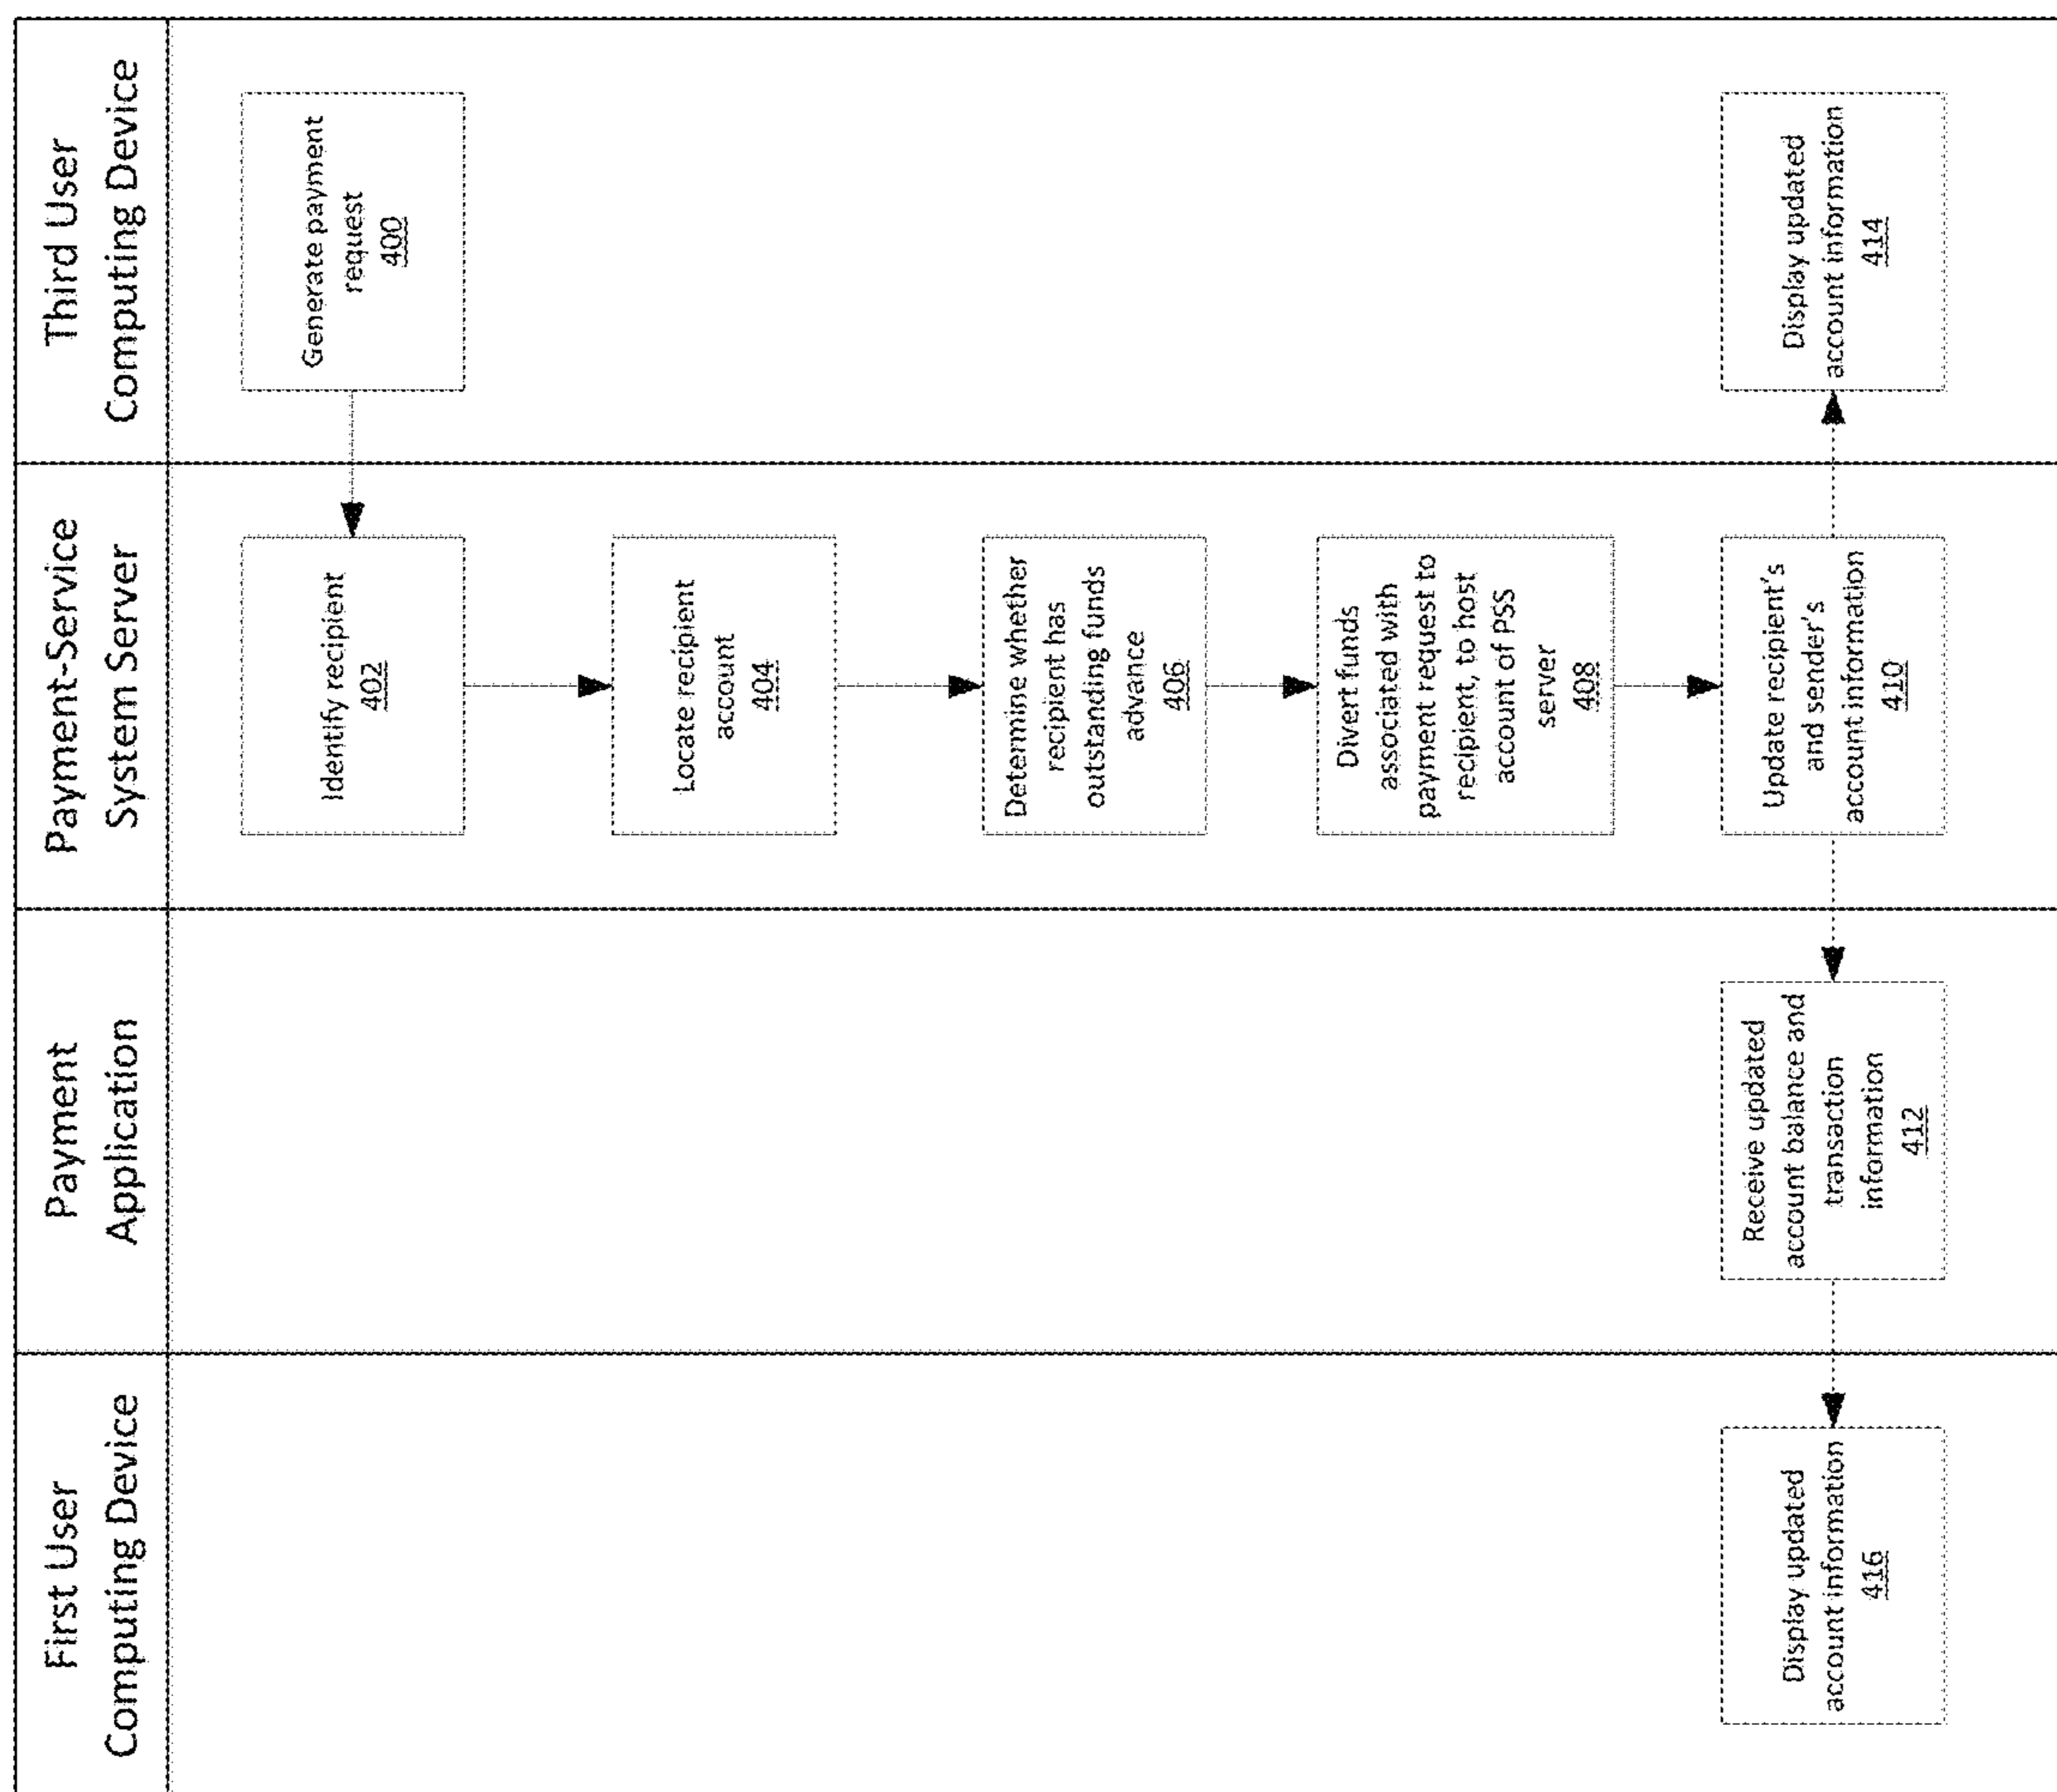 First User
Computing Device
Payment
Application
Payment-Service
System Server
Third User
Computing Device
Generate payment
request
400
Identify recipient
402
Locate recipient
account
404
Determine whether
recipient has
outstanding funds
advance
406
Divert funds
associated with
payment request to
recipient, to host
account of PSS
server
408
Update recipient's
and sender's
account information
410
Receive updated
account balance and
transaction
information
412
Display updated
account information
414
Display updated
account information
416